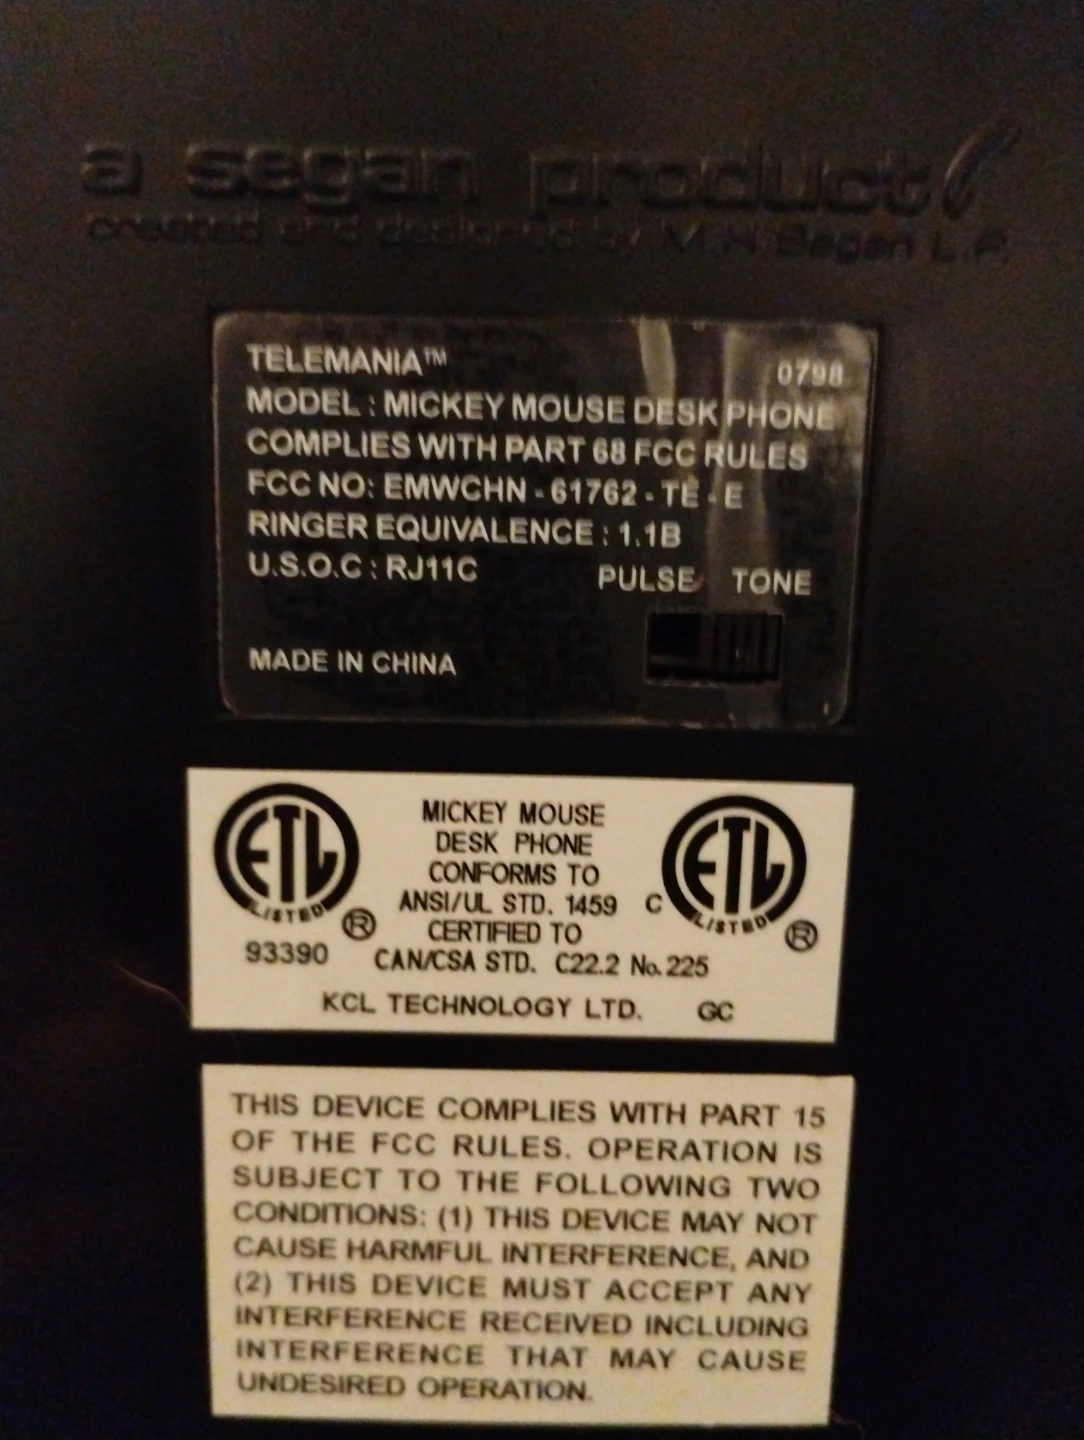 a segan product
created and designed by M.H. Segan L.P.
TELEMANIA™ 0798
MODEL : MICKEY MOUSE DESK PHONE
COMPLIES WITH PART 68 FCC RULES
FCC NO: EMWCHN - 61762 - TE - E
RINGER EQUIVALENCE : 1.1B
U.S.O.C : RJ11C
PULSE TONE
MADE IN CHINA
ETL LISTED ®
93390
MICKEY MOUSE
DESK PHONE
CONFORMS TO
ANSI/UL STD. 1459
CERTIFIED TO
CAN/CSA STD. C22.2 No. 225
C ETL LISTED ®
KCL TECHNOLOGY LTD. GC
THIS DEVICE COMPLIES WITH PART 15
OF THE FCC RULES. OPERATION IS
SUBJECT TO THE FOLLOWING TWO
CONDITIONS: (1) THIS DEVICE MAY NOT
CAUSE HARMFUL INTERFERENCE, AND
(2) THIS DEVICE MUST ACCEPT ANY
INTERFERENCE RECEIVED INCLUDING
INTERFERENCE THAT MAY CAUSE
UNDESIRED OPERATION.